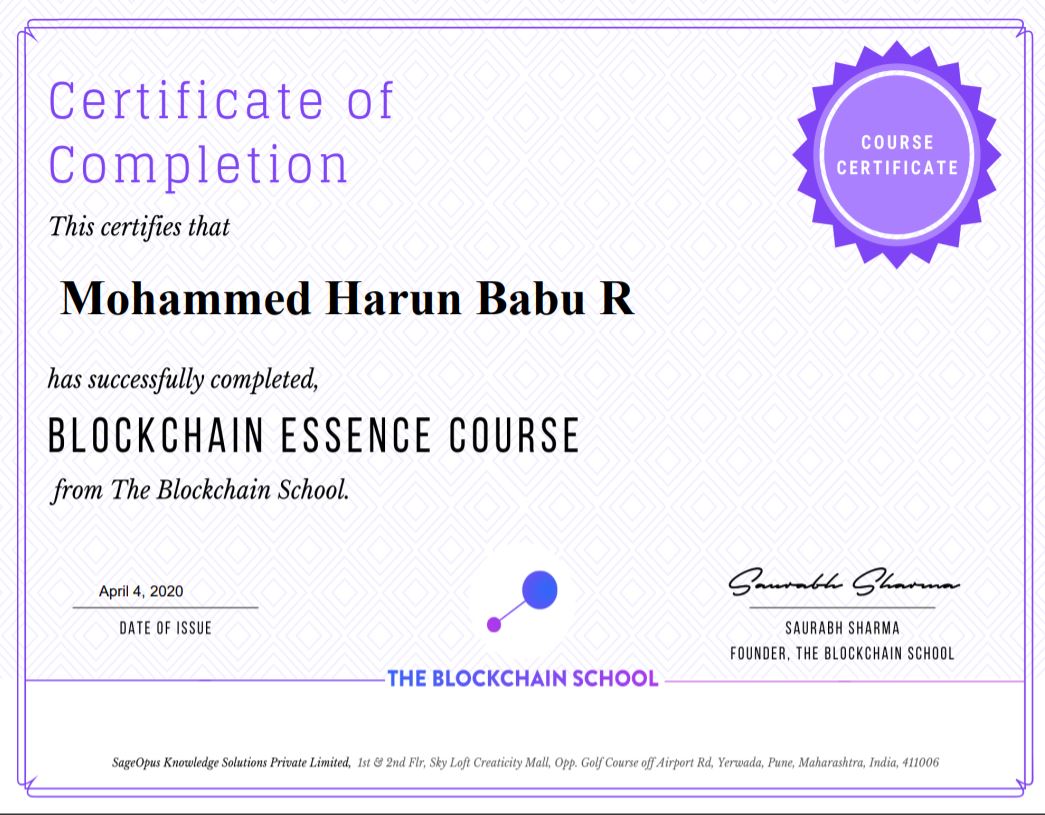 Certificate of
Completion
COURSE
CERTIFICATE
This certifies that
Mohammed Harun Babu R
has successfully completed,
BLOCKCHAIN ESSENCE COURSE
from The Blockchain School.
April 4, 2020
DATE OF ISSUE
Saurabh Sharma
SAURABH SHARMA
FOUNDER, THE BLOCKCHAIN SCHOOL
THE BLOCKCHAIN SCHOOL
SageOpus Knowledge Solutions Private Limited, 1st & 2nd Flr, Sky Loft Creaticity Mall, Opp. Golf Course off Airport Rd, Yerwada, Pune, Maharashtra, India, 411006